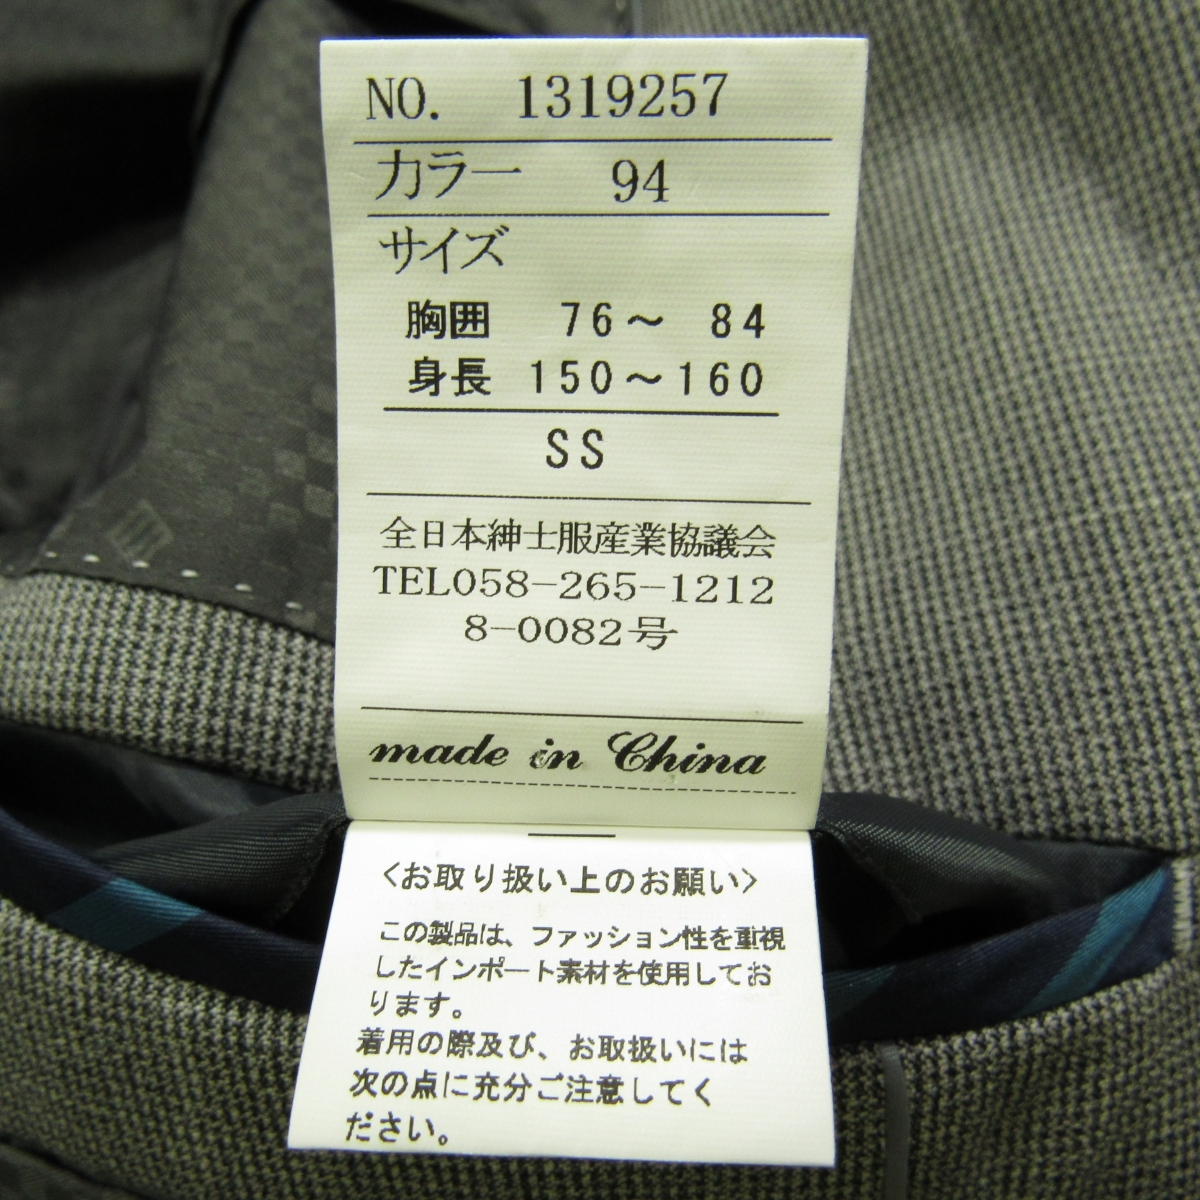 NO. 1319257
カラー 94
サイズ
胸囲 76～ 84
身長 150～160
SS
全日本紳士服産業協議会
TEL058-265-1212
8-0082号
made in China
〈お取り扱い上のお願い〉
この製品は、ファッション性を重視
したインポート素材を使用してお
ります。
着用の際及び、お取扱いには
次の点に充分ご注意してく
ださい。